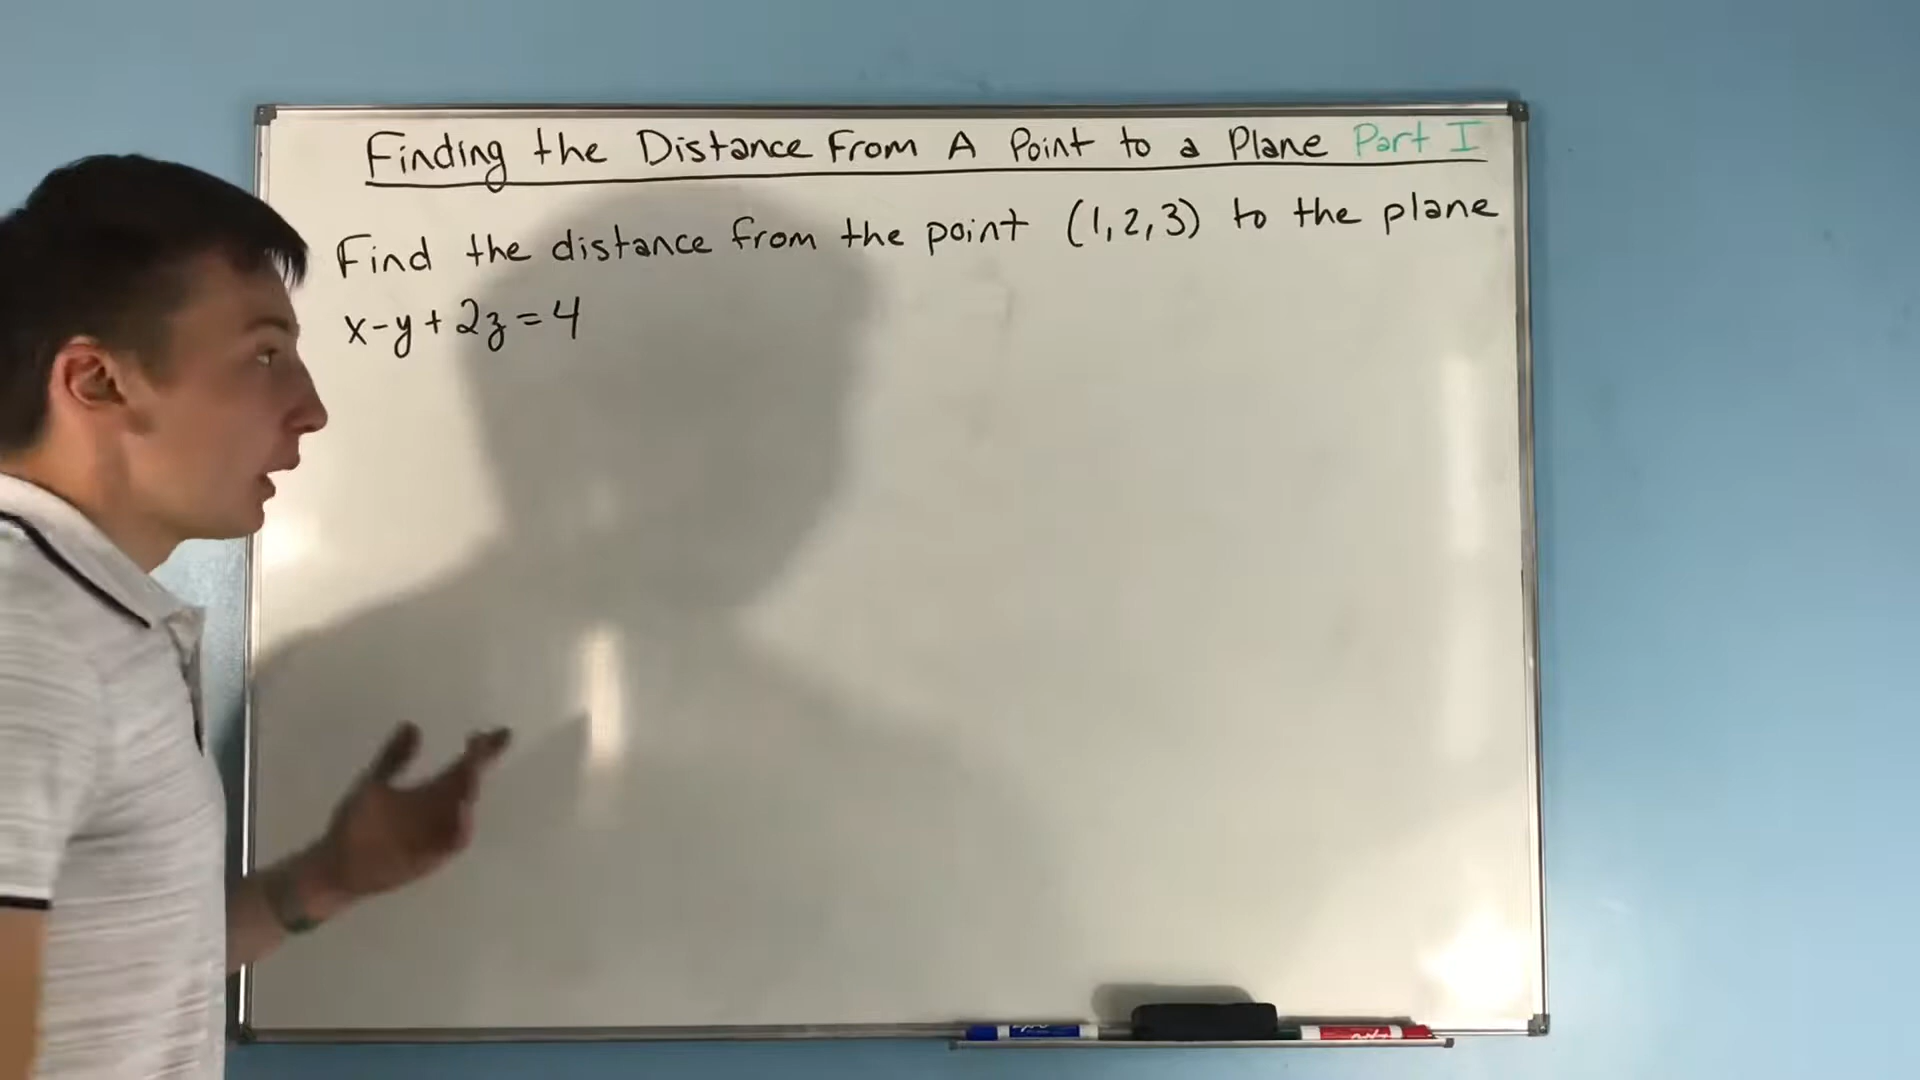 Finding the Distance From A Point to a Plane Part I
Find the distance from the point (1,2,3) to the plane
x-y+2z=4